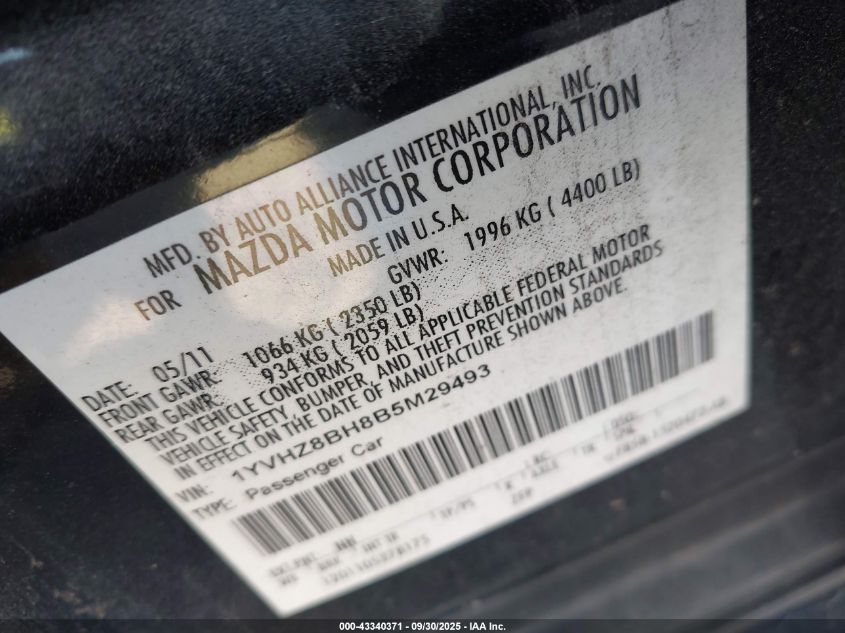 MFD. BY AUTO ALLIANCE INTERNATIONAL, INC.
FOR MAZDA MOTOR CORPORATION
MADE IN U.S.A.
DATE: 05/11 GVWR: 1996 KG ( 4400 LB)
FRONT GAWR: 1066 KG ( 2350 LB)
REAR GAWR: 934 KG ( 2059 LB)
THIS VEHICLE CONFORMS TO ALL APPLICABLE FEDERAL MOTOR
VEHICLE SAFETY, BUMPER, AND THEFT PREVENTION STANDARDS
IN EFFECT ON THE DATE OF MANUFACTURE SHOWN ABOVE.
VIN: 1YVHZ8BH8B5M29493
TYPE: Passenger Car
000-43340371 - 09/30/2025 - IAA Inc.